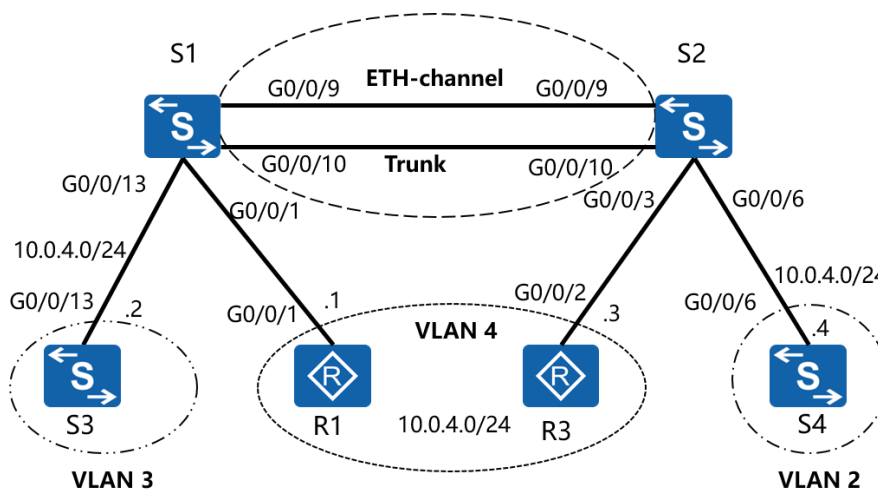 S1
S2
ETH-channel
G0/0/9
G0/0/9
S
S
G0/0/10
Trunk
G0/0/10
G0/0/13
G0/0/1
G0/0/3
G0/0/6
10.0.4.0/24
10.0.4.0/24
G0/0/13
.2
G0/0/1
.1
VLAN 4
G0/0/2
.3
G0/0/6
.4
S
R
R
S
S3
R1
10.0.4.0/24
R3
S4
VLAN 3
VLAN 2